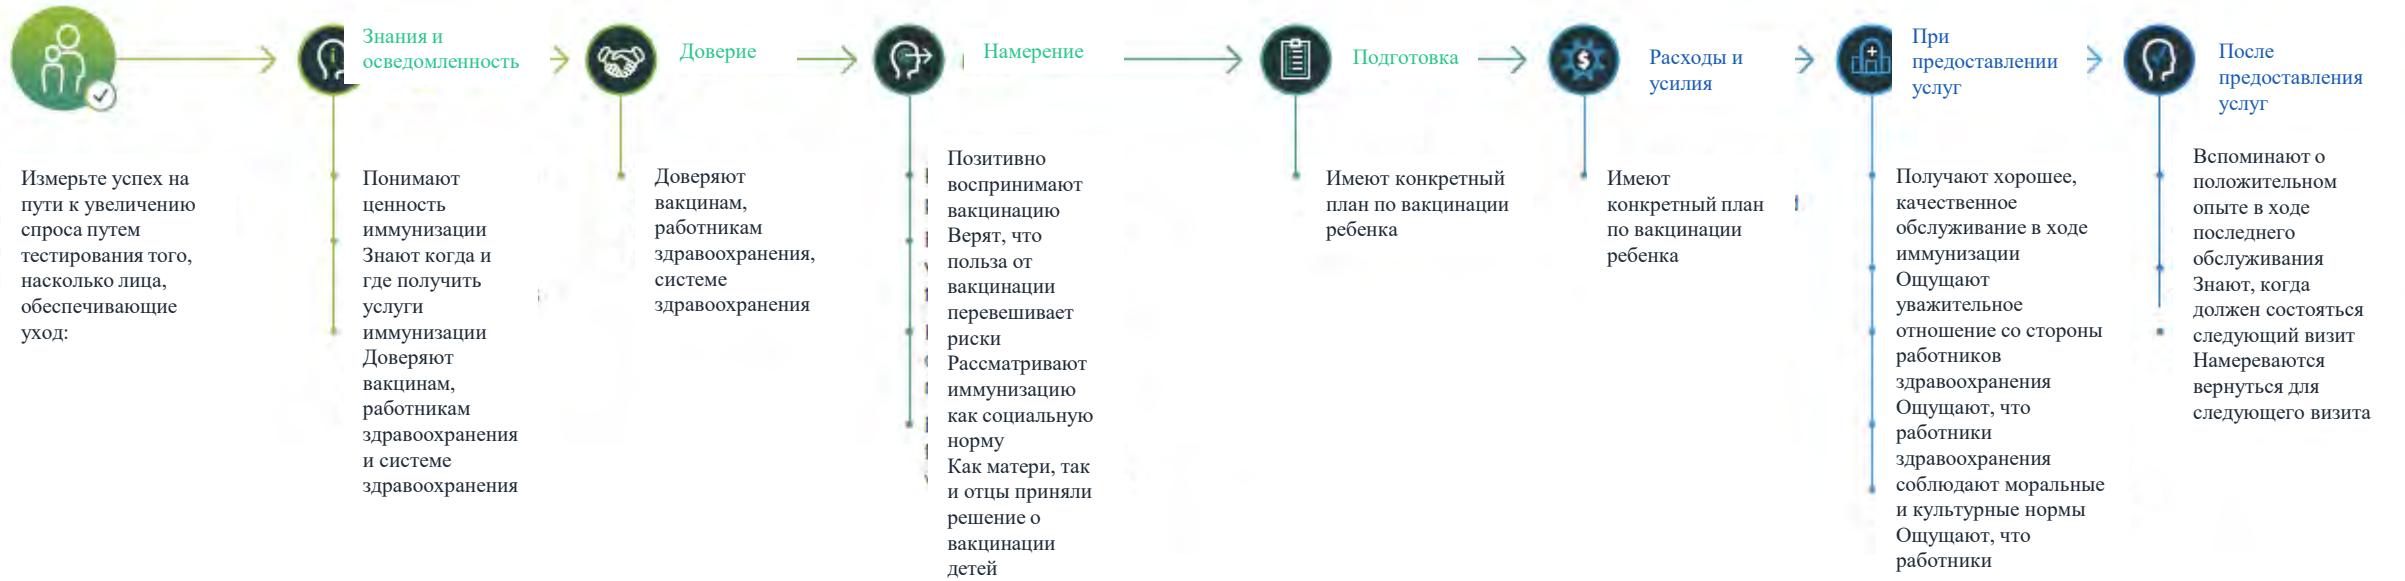 Знания и
осведомленность
Доверие
Намерение
Подготовка
Расходы и
усилия
При
предоставлении
услуг
После
предоставления
услуг
Измерьте успех на
пути к увеличению
спроса путем
тестирования того,
насколько лица,
обеспечивающие
уход:
Понимают
ценность
иммунизации
Знают когда и
где получить
услуги
иммунизации
Доверяют
вакцинам,
работникам
здравоохранения
и системе
здравоохранения
Доверяют
вакцинам,
работникам
здравоохранения,
системе
здравоохранения
Позитивно
воспринимают
вакцинацию
Верят, что
польза от
вакцинации
перевешивает
риски
Рассматривают
иммунизацию
как социальную
норму
Как матери, так
и отцы приняли
решение о
вакцинации
детей
Имеют конкретный
план по вакцинации
ребенка
Имеют
конкретный план
по вакцинации
ребенка
Получают хорошее,
качественное
обслуживание в ходе
иммунизации
Ощущают
уважительное
отношение со стороны
работников
здравоохранения
Ощущают, что
работники
здравоохранения
соблюдают моральные
и культурные нормы
Ощущают, что
работники
Вспоминают о
положительном
опыте в ходе
последнего
обслуживания
Знают, когда
должен состояться
следующий визит
Намереваются
вернуться для
следующего визита